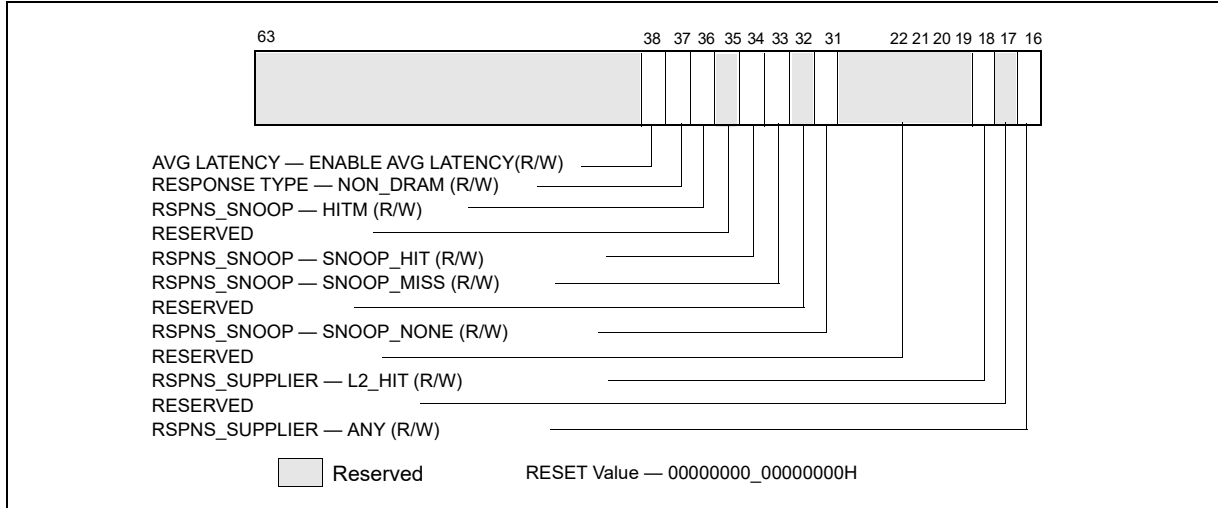 63 38 37 36 35 34 33 32 31 22 21 20 19 18 17 16
AVG LATENCY — ENABLE AVG LATENCY(R/W)
RESPONSE TYPE — NON_DRAM (R/W)
RSPNS_SNOOP — HITM (R/W)
RESERVED
RSPNS_SNOOP — SNOOP_HIT (R/W)
RSPNS_SNOOP — SNOOP_MISS (R/W)
RESERVED
RSPNS_SNOOP — SNOOP_NONE (R/W)
RESERVED
RSPNS_SUPPLIER — L2_HIT (R/W)
RESERVED
RSPNS_SUPPLIER — ANY (R/W)
Reserved RESET Value — 00000000_00000000H